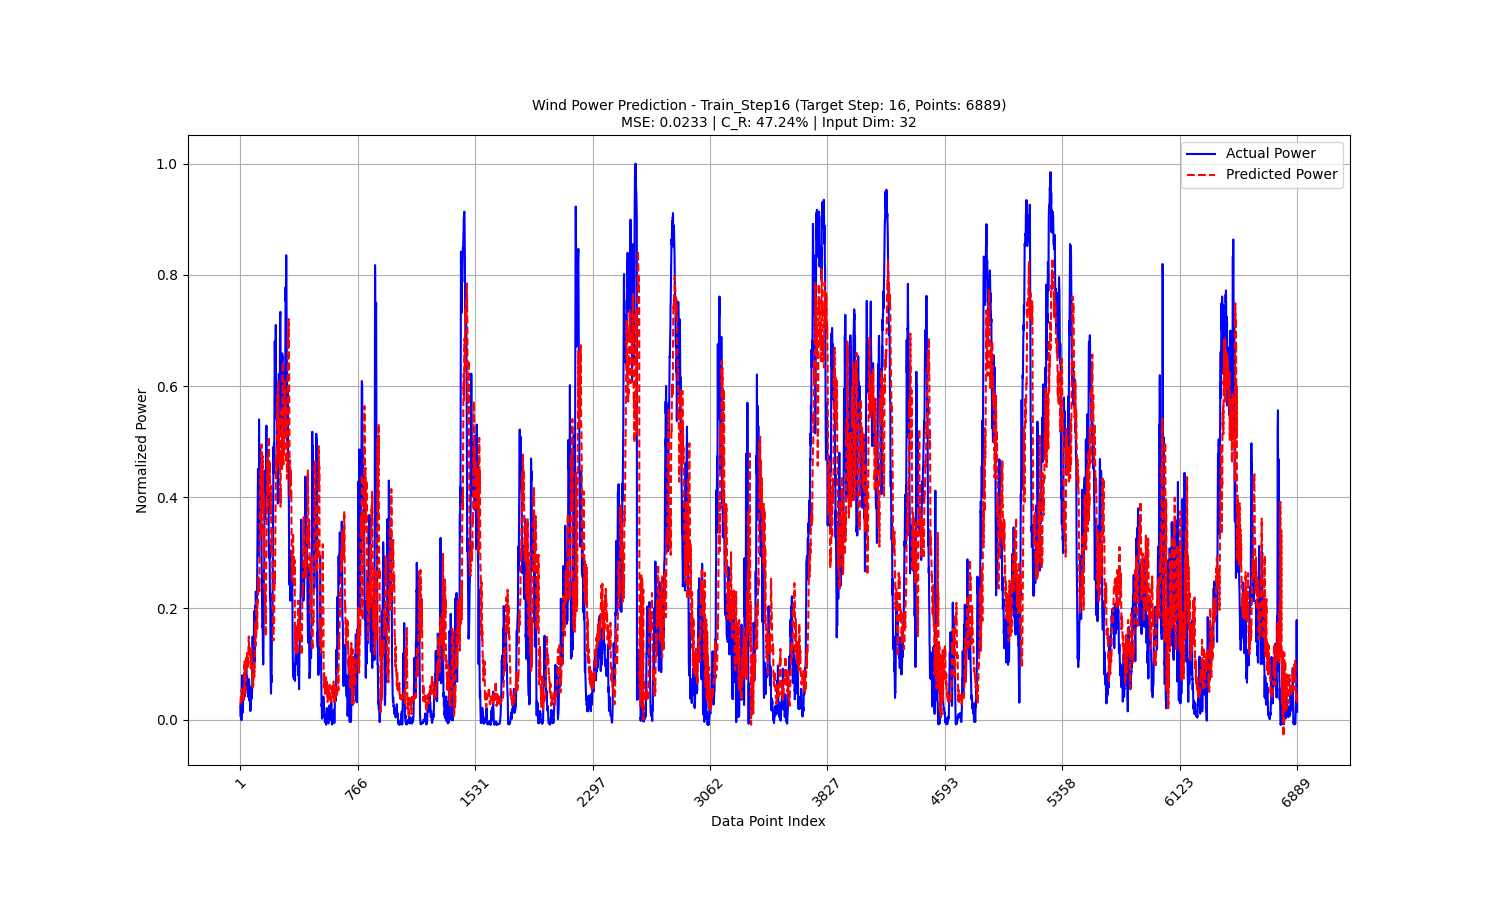 Wind Power Prediction - Train_Step16 (Target Step: 16, Points: 6889)
MSE: 0.0233 | C_R: 47.24% | Input Dim: 32
Actual Power
Predicted Power
Normalized Power
1.0
0.8
0.6
0.4
0.2
0.0
1
766
1531
2297
3062
3827
4593
5358
6123
6889
Data Point Index